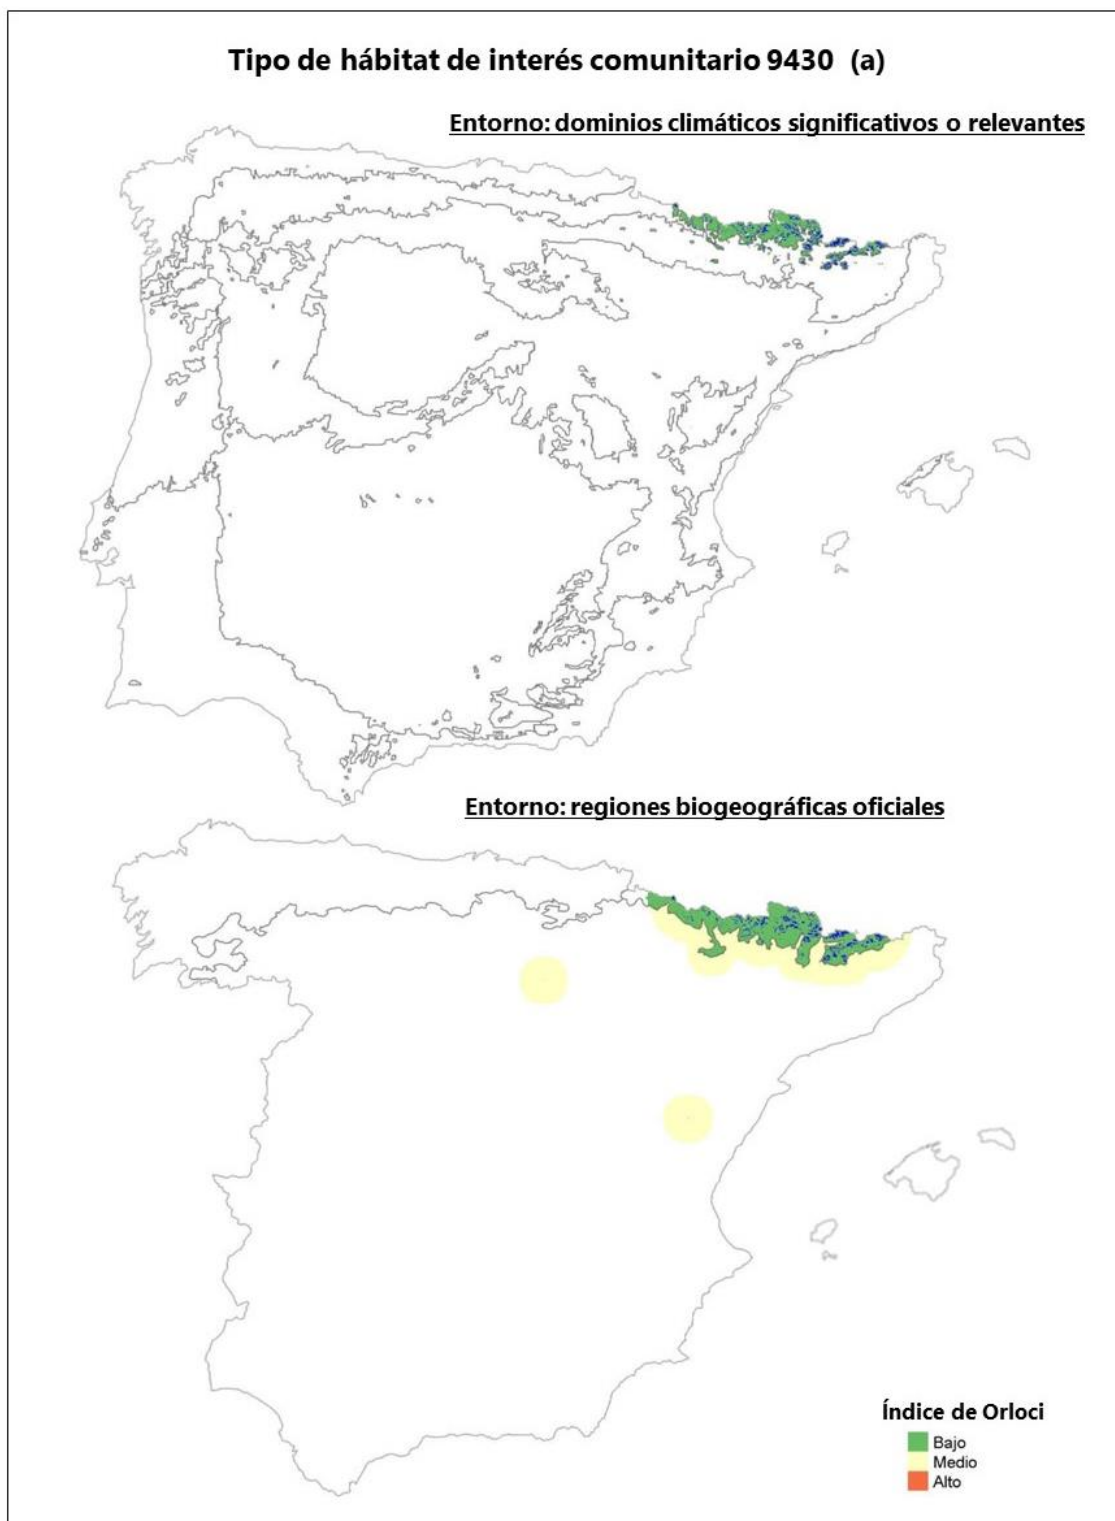 Tipo de hábitat de interés comunitario 9430 (a)
Entorno: dominios climáticos significativos o relevantes
Entorno: regiones biogeográficas oficiales
Índice de Orloci
Bajo
Medio
Alto